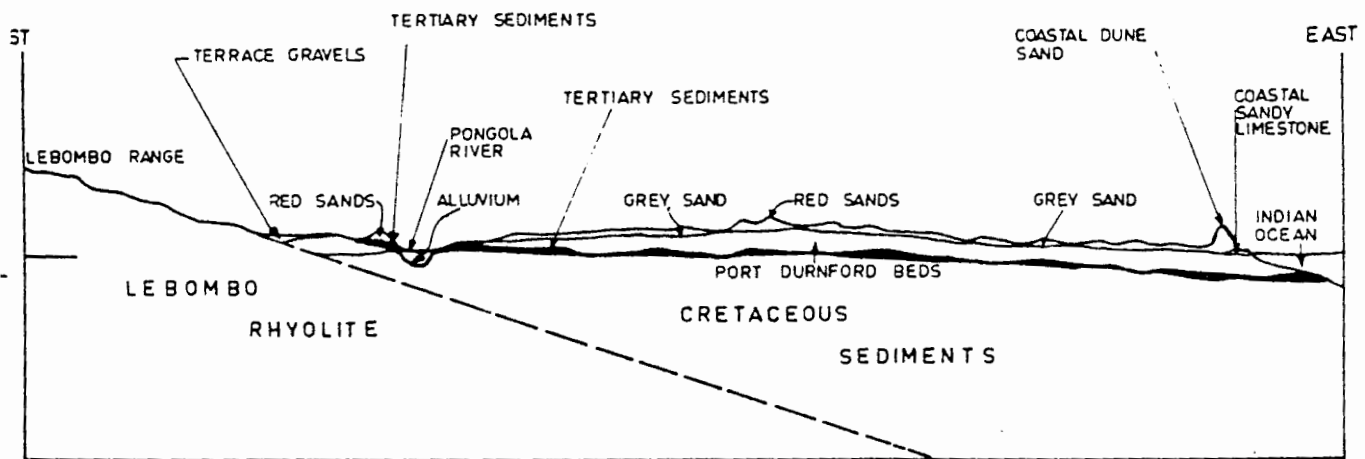 TERTIARY SEDIMENTS
ST
EAST
TERRACE GRAVELS
COASTAL DUNE
SAND
TERTIARY SEDIMENTS
COASTAL
SANDY
LIMESTONE
PONGOLA
RIVER
LEBOMBO RANGE
RED SANDS
ALLUVIUM
GREY SAND
RED SANDS
GREY SAND
INDIAN
OCEAN
PORT DURNFORD BEDS
LEBOMBO
RHYOLITE
CRETACEOUS
SEDIMENTS